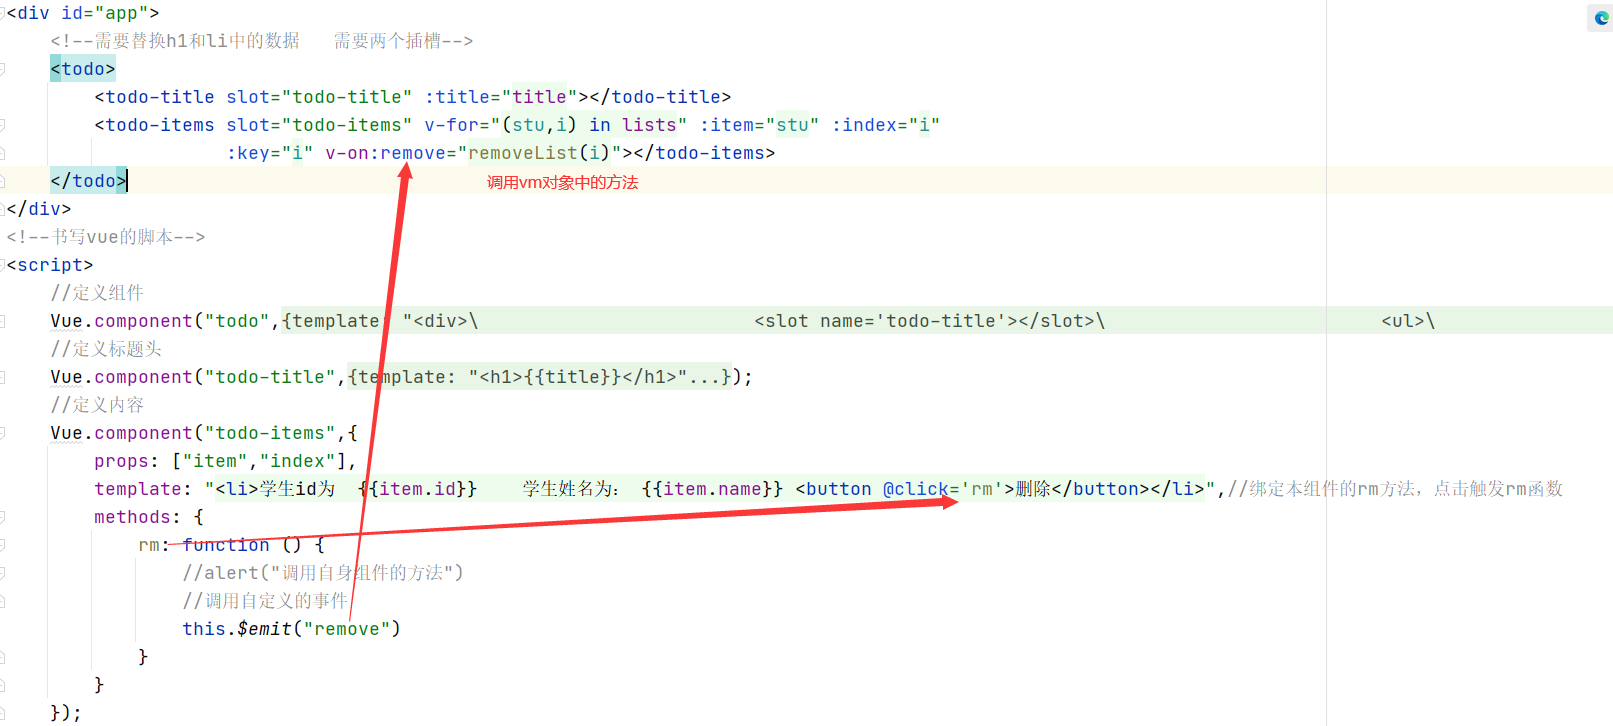 <div id="app">
<!--需要替换h1和li中的数据   需要两个插槽-->
<todo>
<todo-title slot="todo-title" :title="title"></todo-title>
<todo-items slot="todo-items" v-for="(stu,i) in lists" :item="stu" :index="i"
:key="i" v-on:remove="removeList(i)"></todo-items>
</todo>
调用vm对象中的方法
</div>
<!--书写vue的脚本-->
<script>
//定义组件
Vue.component("todo",{template: "<div>\                         <slot name='todo-title'></slot>\                         <ul>\
//定义标题头
Vue.component("todo-title",{template: "<h1>{{title}}</h1>"...});
//定义内容
Vue.component("todo-items",{
props: ["item","index"],
template: "<li>学生id为  {{item.id}}    学生姓名为： {{item.name}} <button @click='rm'>删除</button></li>",//绑定本组件的rm方法，点击触发rm函数
methods: {
rm: function () {
//alert("调用自身组件的方法")
//调用自定义的事件
this.$emit("remove")
}
}
});